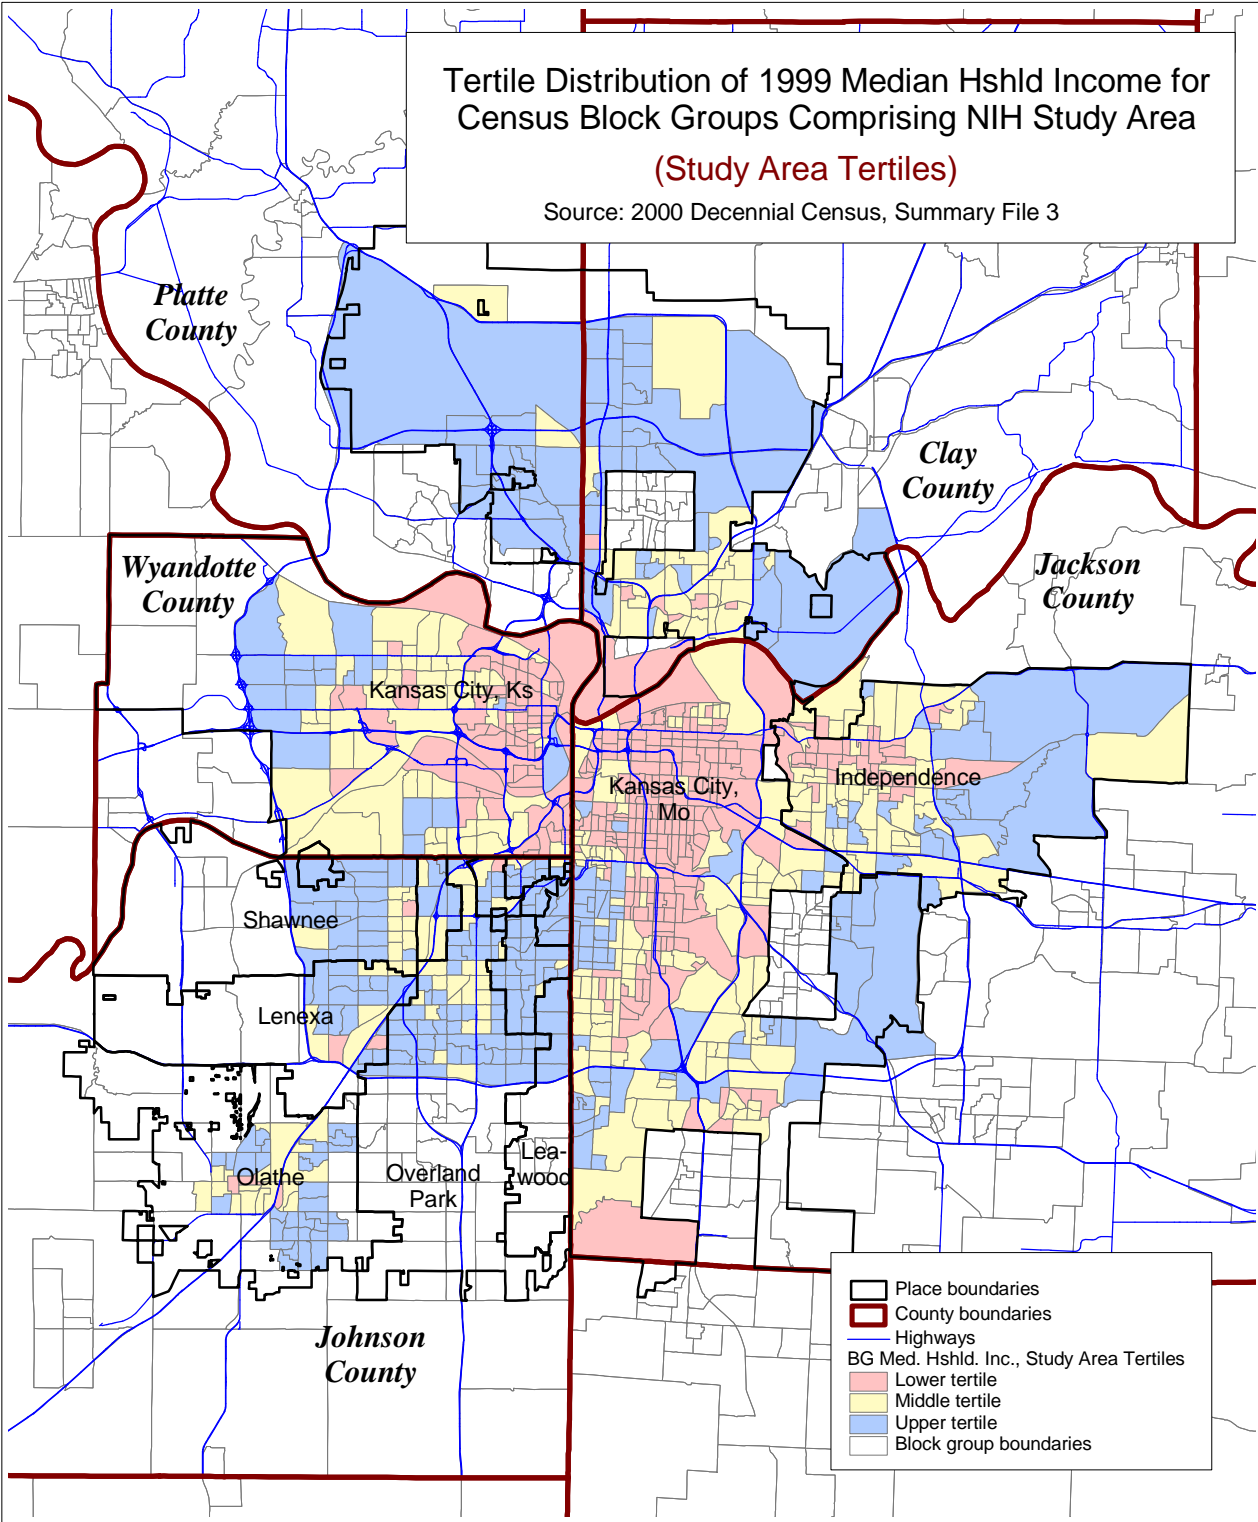 Tertile Distribution of 1999 Median Hshld Income for
Census Block Groups Comprising NIH Study Area
(Study Area Tertiles)
Source: 2000 Decennial Census, Summary File 3
Platte
County
Clay
County
Wyandotte
County
Jackson
County
Kansas City, Ks
Independence
Kansas City,
Mo
Shawnee
Lenexa
Olathe
Overland
Park
Lea-
wood
Johnson
County
Place boundaries
County boundaries
Highways
BG Med. Hshld. Inc., Study Area Tertiles
Lower tertile
Middle tertile
Upper tertile
Block group boundaries